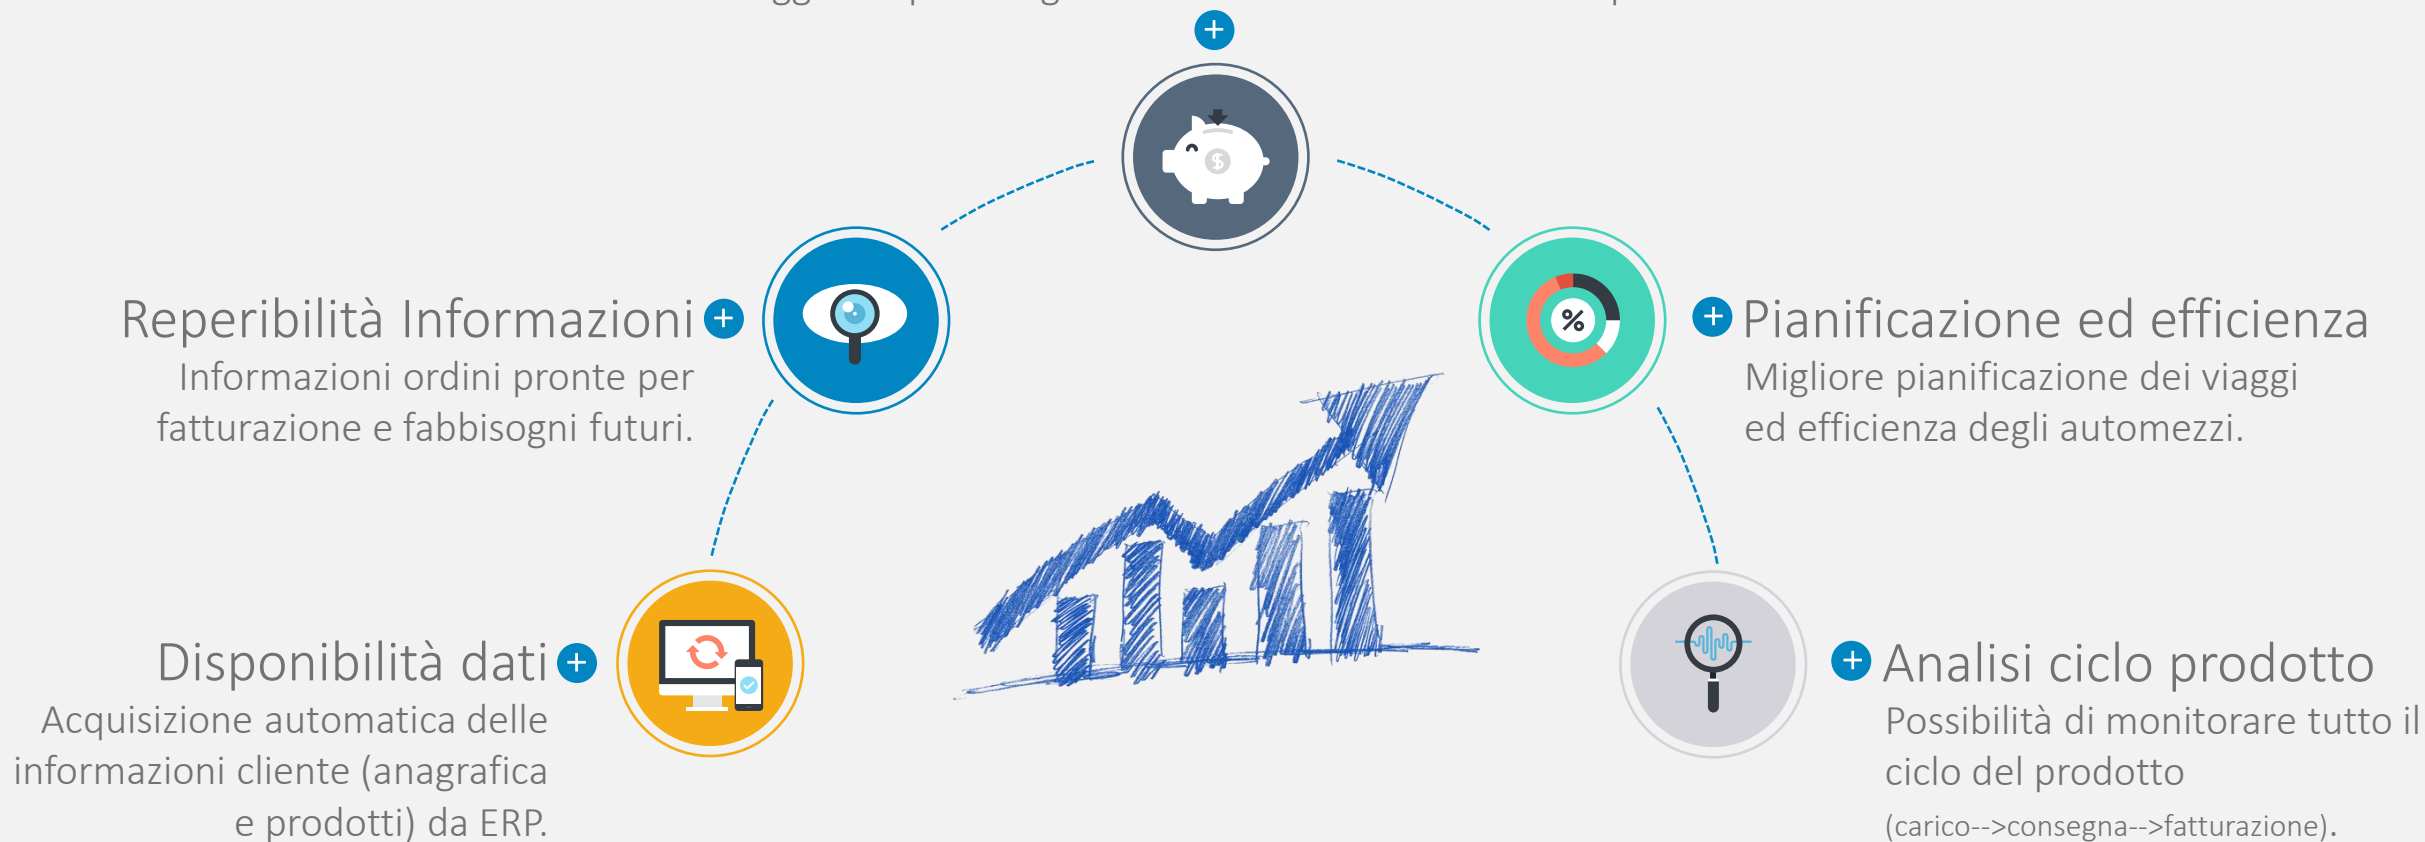 Reperibilità Informazioni
Informazioni ordini pronte per
fatturazione e fabbisogni futuri.
Pianificazione ed efficienza
Migliore pianificazione dei viaggi
ed efficienza degli automezzi.
Disponibilità dati
Acquisizione automatica delle
informazioni cliente (anagrafica
e prodotti) da ERP.
Analisi ciclo prodotto
Possibilità di monitorare tutto il
ciclo del prodotto
(carico-->consegna-->fatturazione).